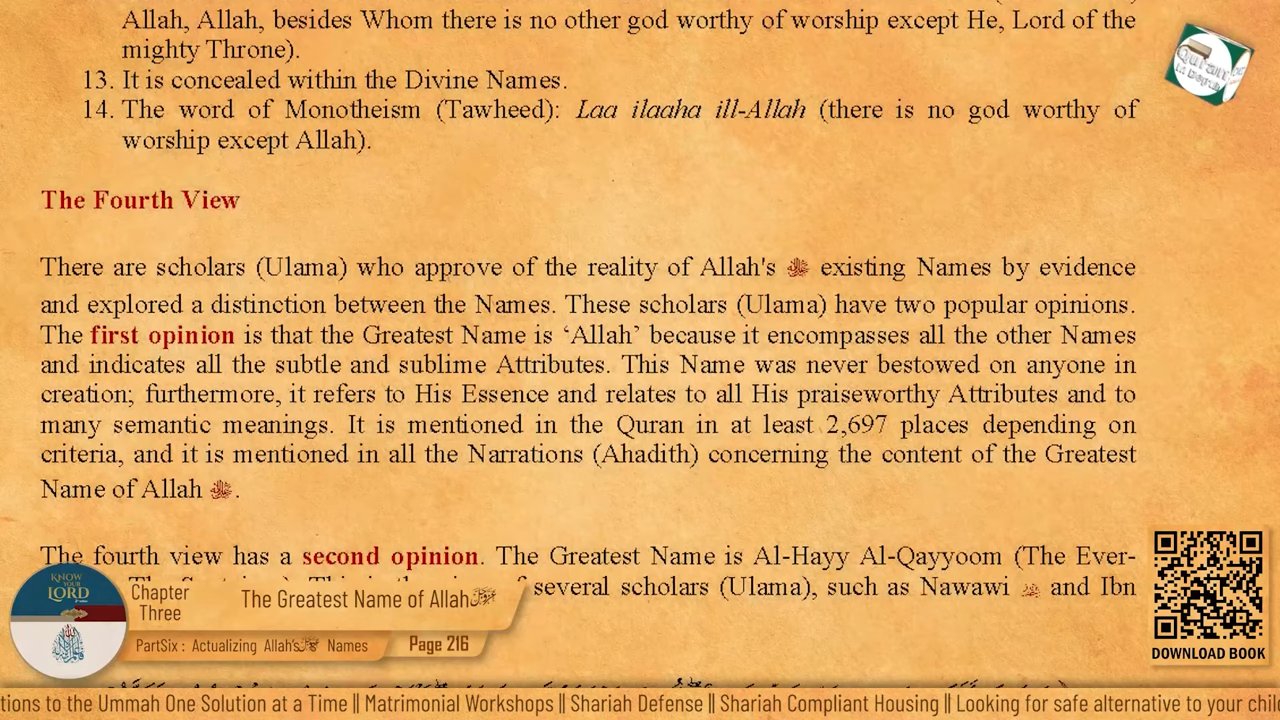 Allah, Allah, besides Whom there is no other god worthy of worship except He, Lord of the
mighty Throne).
13. It is concealed within the Divine Names.
14. The word of Monotheism (Tawheed): Laa ilaaha ill-Allah (there is no god worthy of
worship except Allah).
The Fourth View
There are scholars (Ulama) who approve of the reality of Allah's ﷻ existing Names by evidence
and explored a distinction between the Names. These scholars (Ulama) have two popular opinions.
The first opinion is that the Greatest Name is ‘Allah’ because it encompasses all the other Names
and indicates all the subtle and sublime Attributes. This Name was never bestowed on anyone in
creation; furthermore, it refers to His Essence and relates to all His praiseworthy Attributes and to
many semantic meanings. It is mentioned in the Quran in at least 2,697 places depending on
criteria, and it is mentioned in all the Narrations (Ahadith) concerning the content of the Greatest
Name of Allah ﷻ.
The fourth view has a second opinion. The Greatest Name is Al-Hayy Al-Qayyoom (The Ever-
several scholars (Ulama), such as Nawawi and Ibn
KNOW
YOUR
LORD
Chapter
Three
The Greatest Name of Allah
PartSix : Actualizing Allah's Names
Page 216
DOWNLOAD BOOK
tions to the Ummah One Solution at a Time || Matrimonial Workshops || Shariah Defense || Shariah Compliant Housing || Looking for safe alternative to your chil